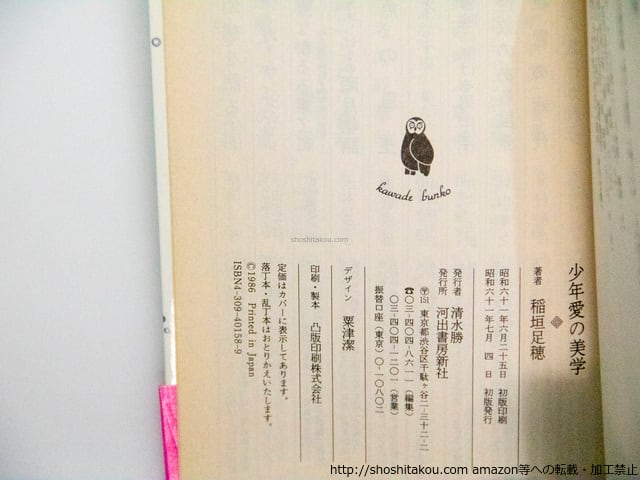 kawade bunko
少年愛の美学
著者 稲垣足穂
昭和六十一年六月二十五日 初版印刷
昭和六十一年七月 四 日 初版発行
発行者 清水勝
発行所 河出書房新社
〒151 東京都渋谷区千駄ヶ谷二-三十二-二
☎〇三-四〇四-八六一一(編集)
〇三-四〇四-一二〇一(営業)
振替口座(東京)〇-一〇八〇二
デザイン 粟津潔
印刷・製本 凸版印刷株式会社
定価はカバーに表示してあります。
落丁本・乱丁本はおとりかえいたします。
©1986 Printed in Japan
ISBN4-309-40158-9
shoshitakou.com
http://shoshitakou.com amazon等への転載・加工禁止